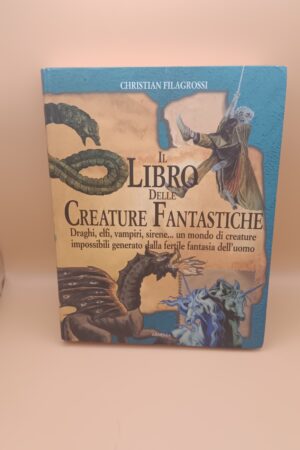 CHRISTIAN FILAGROSSI
IL
LIBRO
DELLE
CREATURE FANTASTICHE
Draghi, elfi, vampiri, sirene... un mondo di creature
impossibili generato dalla fertile fantasia dell'uomo